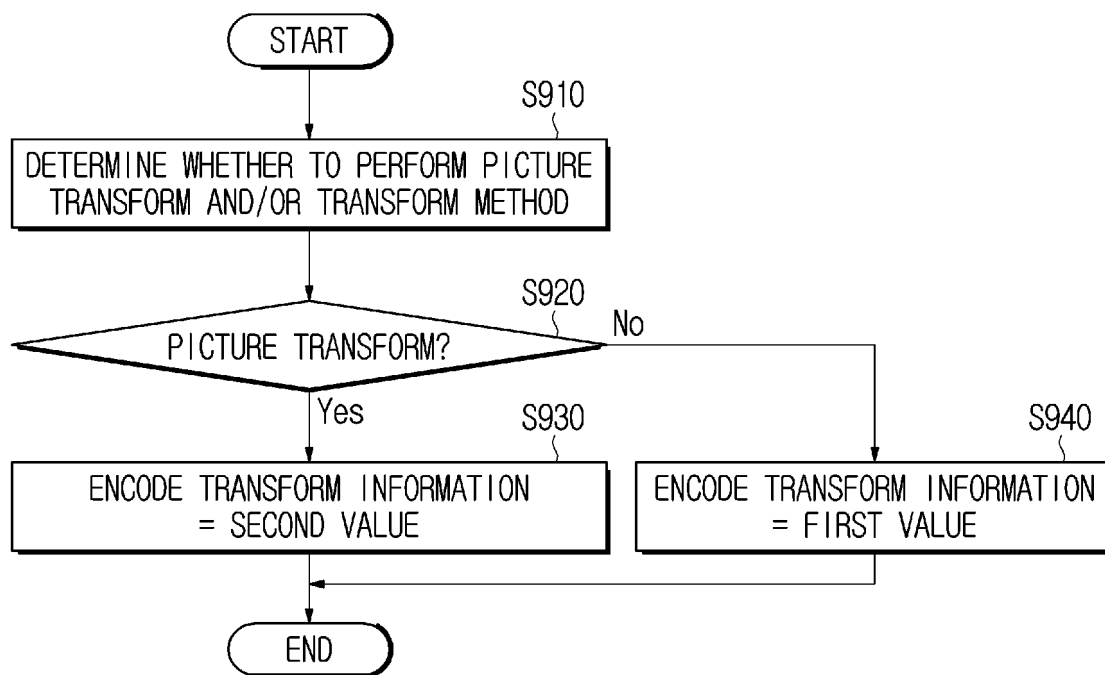 START
S910
DETERMINE WHETHER TO PERFORM PICTURE
TRANSFORM AND/OR TRANSFORM METHOD
S920
PICTURE TRANSFORM?
No
Yes
S930
ENCODE TRANSFORM INFORMATION
= SECOND VALUE
S940
ENCODE TRANSFORM INFORMATION
= FIRST VALUE
END